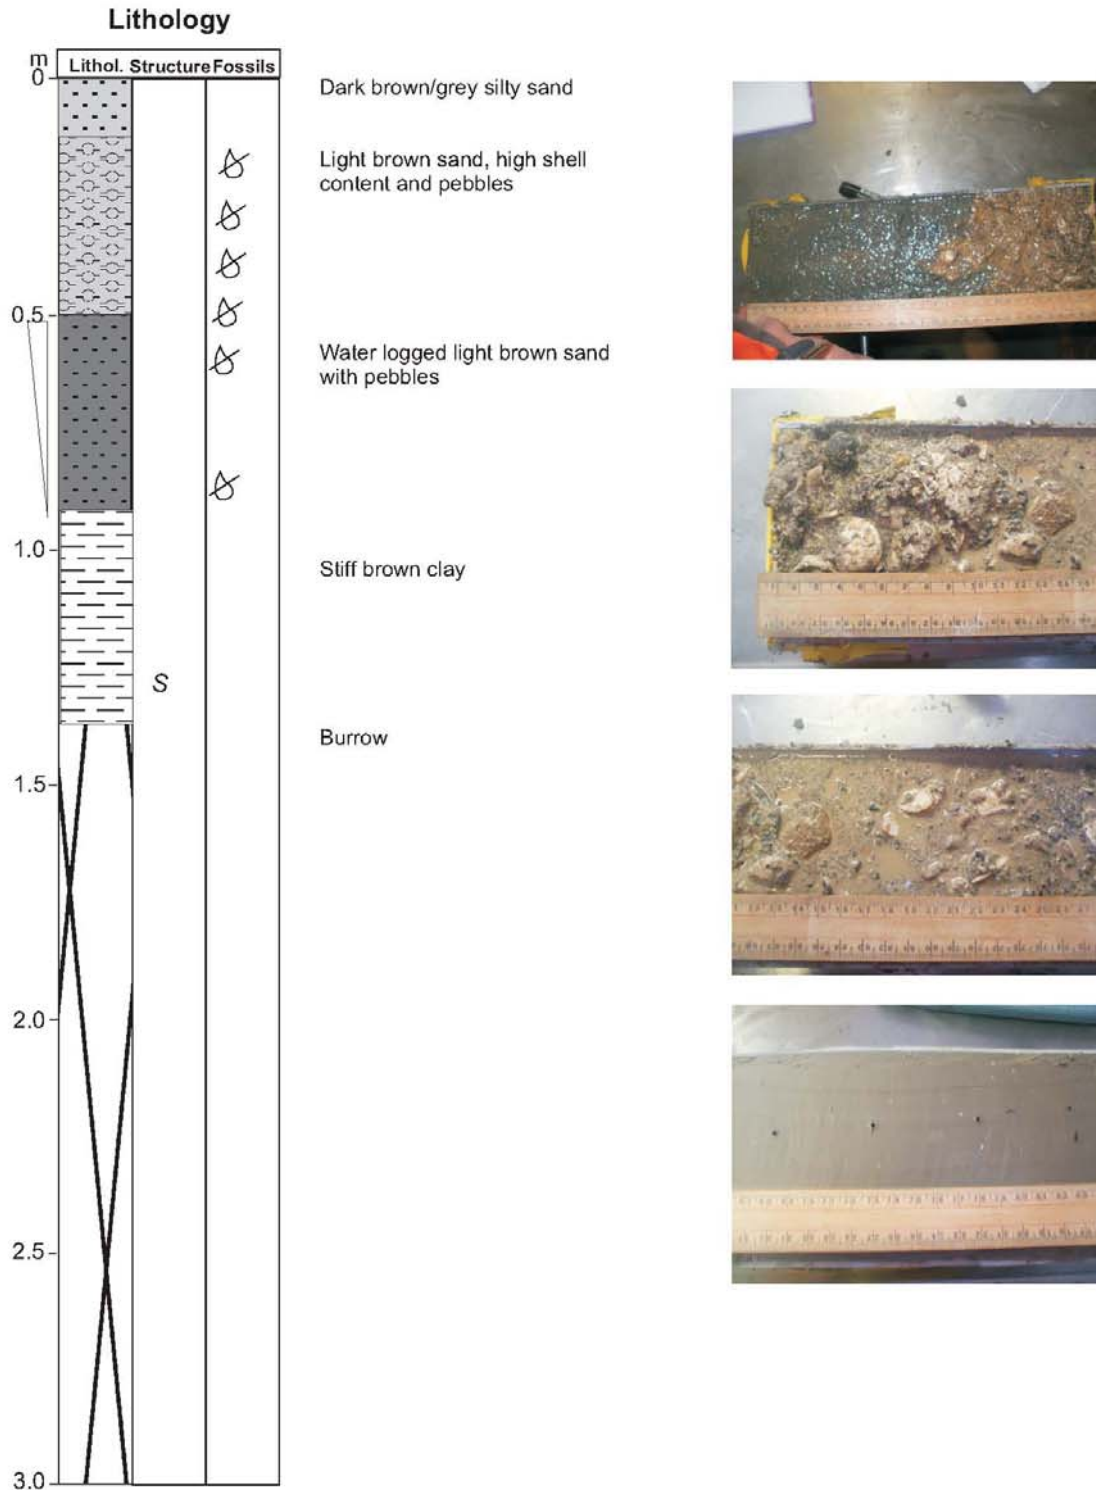 Lithology
m
Lithol. Structure Fossils
0
Dark brown/grey silty sand
Light brown sand, high shell
content and pebbles
0.5
Water logged light brown sand
with pebbles
1.0
Stiff brown clay
S
Burrow
1.5
2.0
2.5
3.0